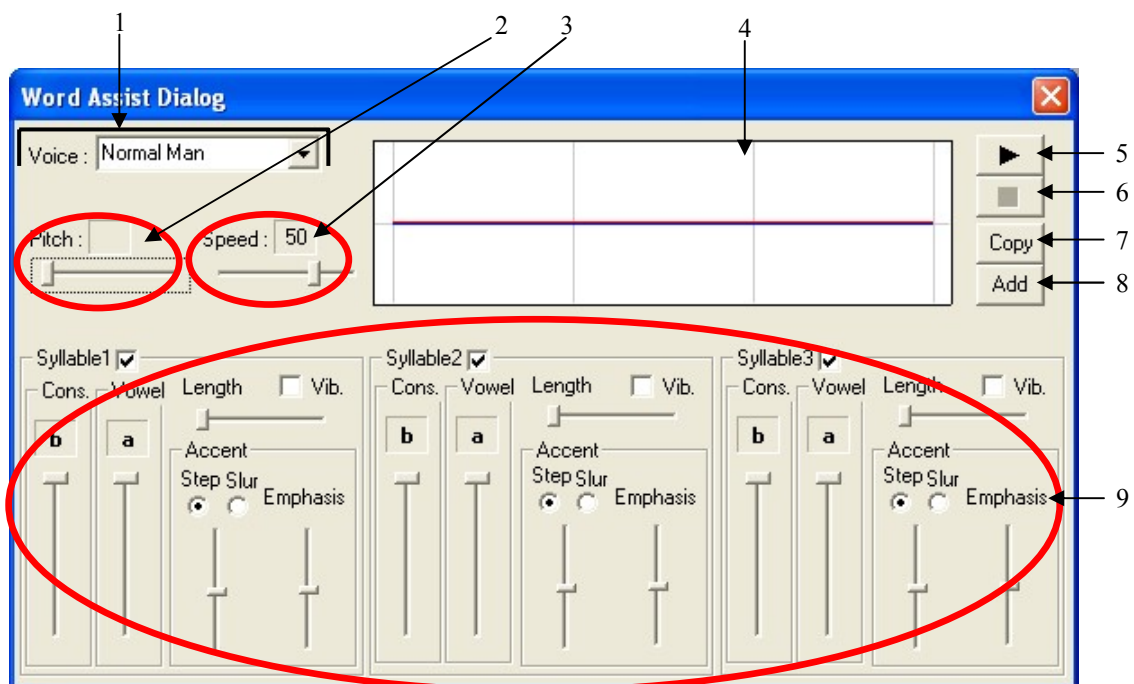 1 2 3 4
Word Assist Dialog
Voice : Normal Man
5
6
Pitch : Speed : 50
Copy 7
Add 8
Syllable1 Syllable2 Syllable3
Cons. Vowel Length Vib. Cons. Vowel Length Vib. Cons. Vowel Length Vib.
b a b a b a
Accent Accent Accent
Step Slur Emphasis Step Slur Emphasis Step Slur Emphasis 9